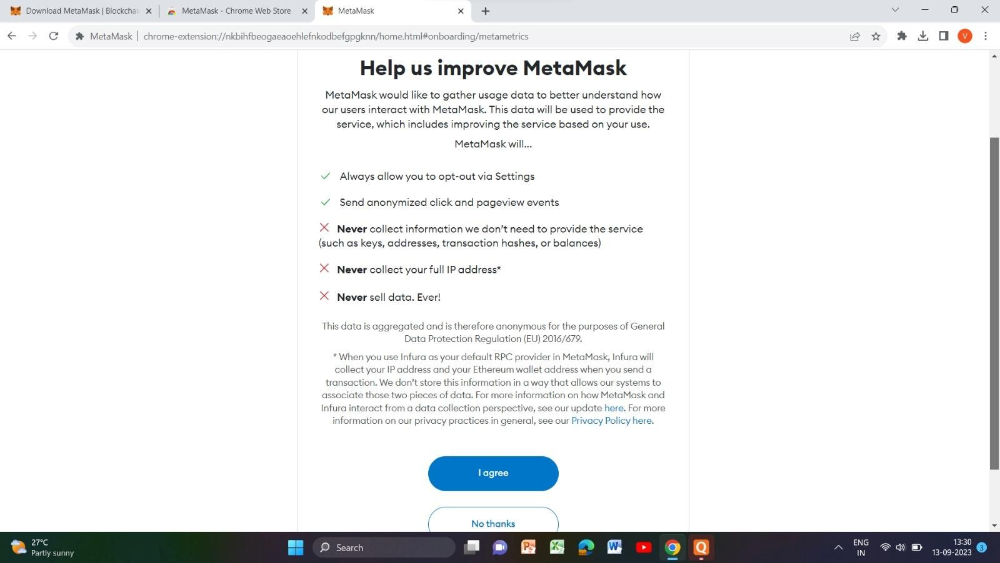 Download MetaMask | Blockchai
MetaMask - Chrome Web Store
MetaMask
MetaMask | chrome-extension://nkbihfbeogaeaoehlefnkodbefgpgknn/home.html#onboarding/metametrics
V
Help us improve MetaMask
MetaMask would like to gather usage data to better understand how
our users interact with MetaMask. This data will be used to provide the
service, which includes improving the service based on your use.
MetaMask will...
Always allow you to opt-out via Settings
Send anonymized click and pageview events
Never collect information we don’t need to provide the service
(such as keys, addresses, transaction hashes, or balances)
Never collect your full IP address*
Never sell data. Ever!
This data is aggregated and is therefore anonymous for the purposes of General
Data Protection Regulation (EU) 2016/679.
* When you use Infura as your default RPC provider in MetaMask, Infura will
collect your IP address and your Ethereum wallet address when you send a
transaction. We don’t store this information in a way that allows our systems to
associate those two pieces of data. For more information on how MetaMask and
Infura interact from a data collection perspective, see our update here. For more
information on our privacy practices in general, see our Privacy Policy here.
I agree
No thanks
27°C
Partly sunny
Search
ENG
IN
13:30
13-09-2023
3